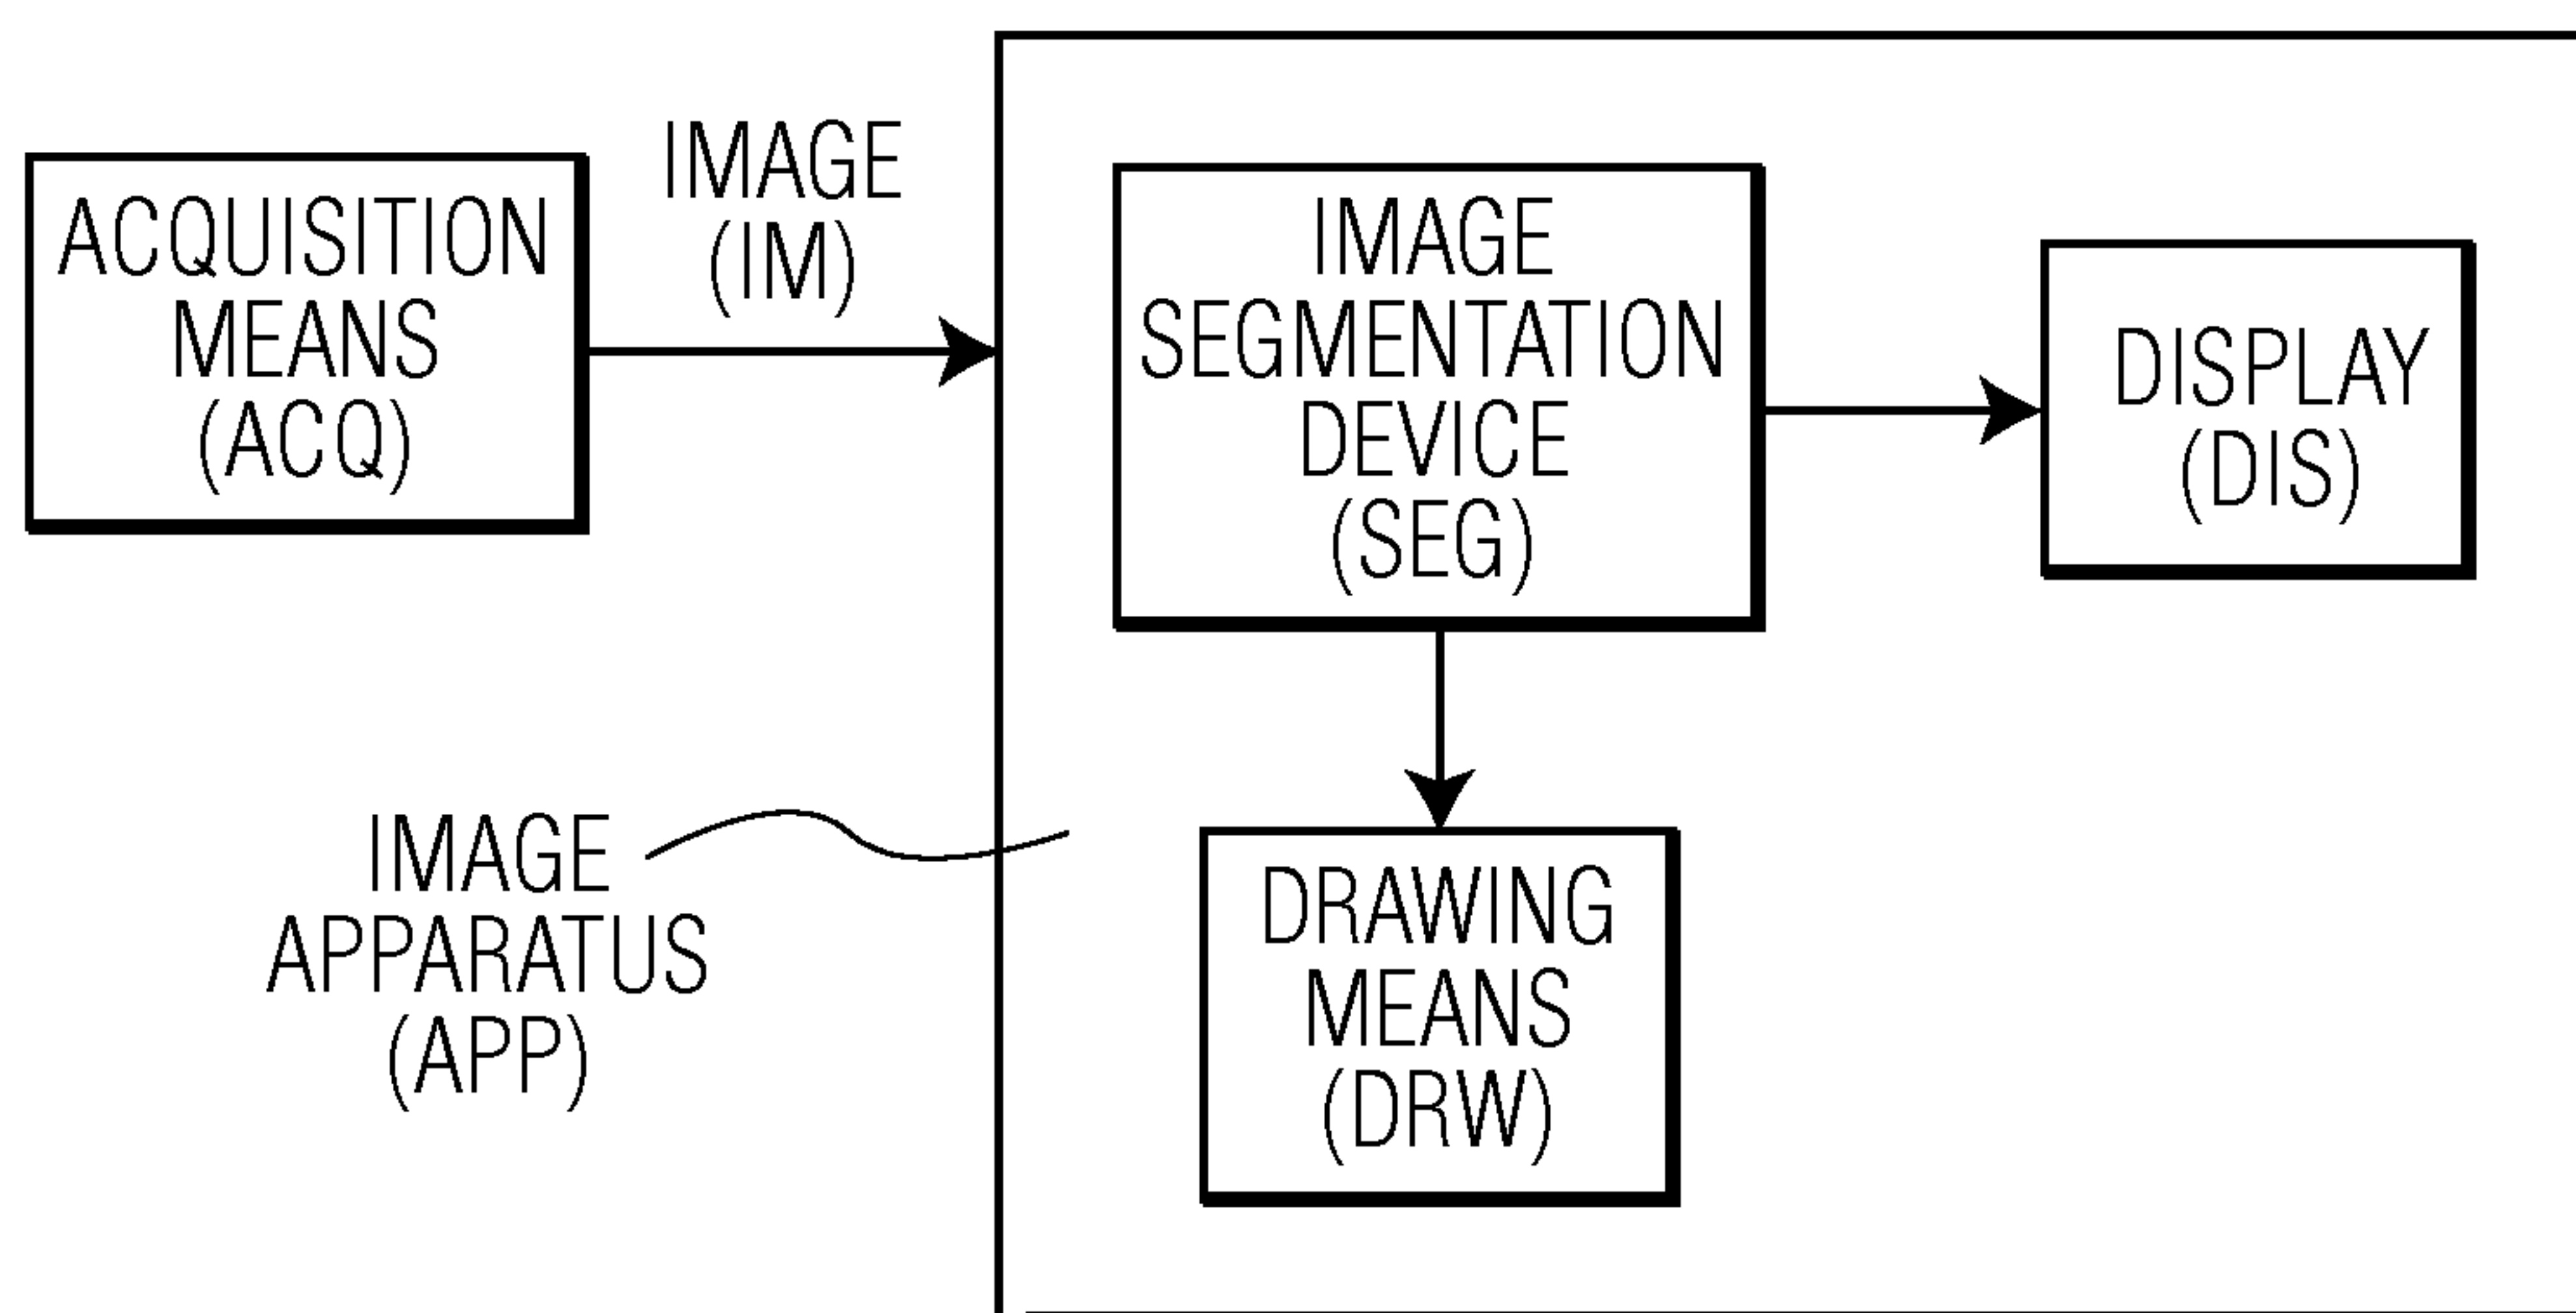 ACQUISITION
MEANS
(ACQ)
IMAGE
(IM)
IMAGE
SEGMENTATION
DEVICE
(SEG)
DISPLAY
(DIS)
IMAGE
APPARATUS
(APP)
DRAWING
MEANS
(DRW)